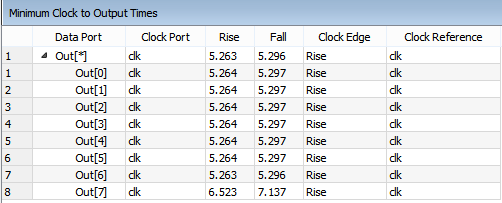 Minimum Clock to Output Times
Data Port Clock Port Rise Fall Clock Edge Clock Reference
1 Out[*] clk 5.263 5.296 Rise clk
1 Out[0] clk 5.264 5.297 Rise clk
2 Out[1] clk 5.264 5.297 Rise clk
3 Out[2] clk 5.264 5.297 Rise clk
4 Out[3] clk 5.264 5.297 Rise clk
5 Out[4] clk 5.264 5.297 Rise clk
6 Out[5] clk 5.264 5.297 Rise clk
7 Out[6] clk 5.263 5.296 Rise clk
8 Out[7] clk 6.523 7.137 Rise clk